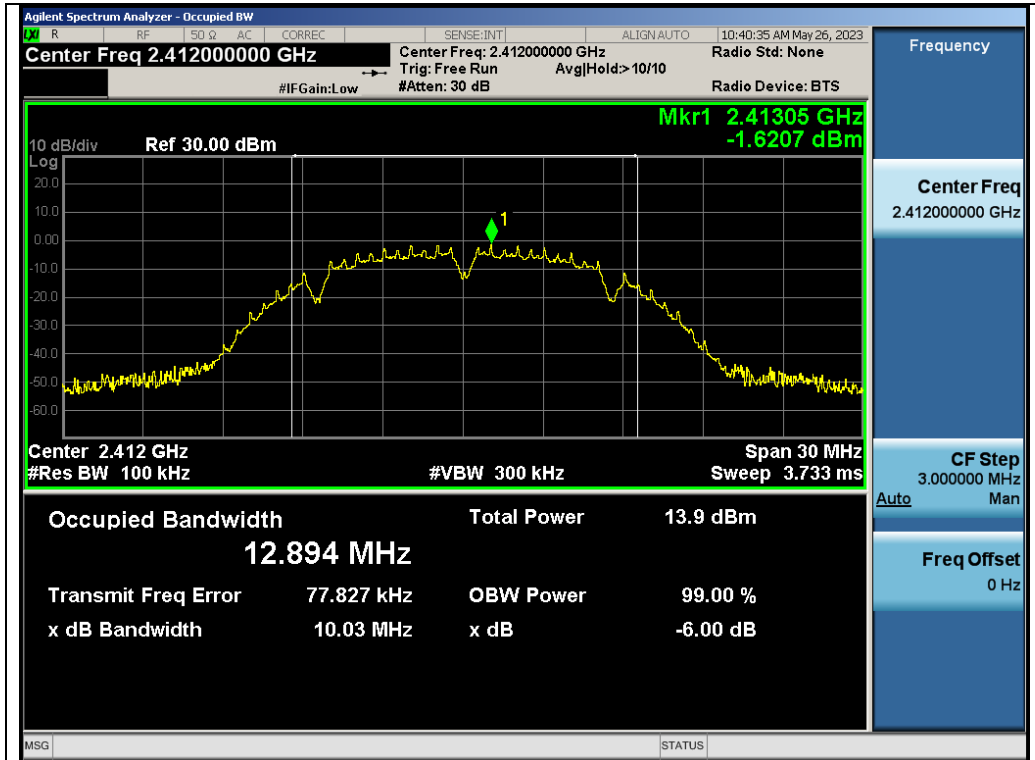 Agilent Spectrum Analyzer - Occupied BW
LXI R RF 50 Ω AC CORREC SENSE:INT ALIGN AUTO 10:40:35 AM May 26, 2023
Center Freq 2.412000000 GHz Center Freq: 2.412000000 GHz Radio Std: None
Trig: Free Run Avg|Hold:> 10/10
#IFGain:Low #Atten: 30 dB Radio Device: BTS
Mkr1 2.41305 GHz
-1.6207 dBm
10 dB/div Ref 30.00 dBm
Log
20.0
10.0
0.00
-10.0
-20.0
-30.0
-40.0
-50.0
-60.0
1
Center 2.412 GHz Span 30 MHz
#Res BW 100 kHz #VBW 300 kHz Sweep 3.733 ms
Occupied Bandwidth Total Power 13.9 dBm
12.894 MHz
Transmit Freq Error 77.827 kHz OBW Power 99.00 %
x dB Bandwidth 10.03 MHz x dB -6.00 dB
MSG STATUS
Frequency
Center Freq
2.412000000 GHz
CF Step
3.000000 MHz
Auto Man
Freq Offset
0 Hz